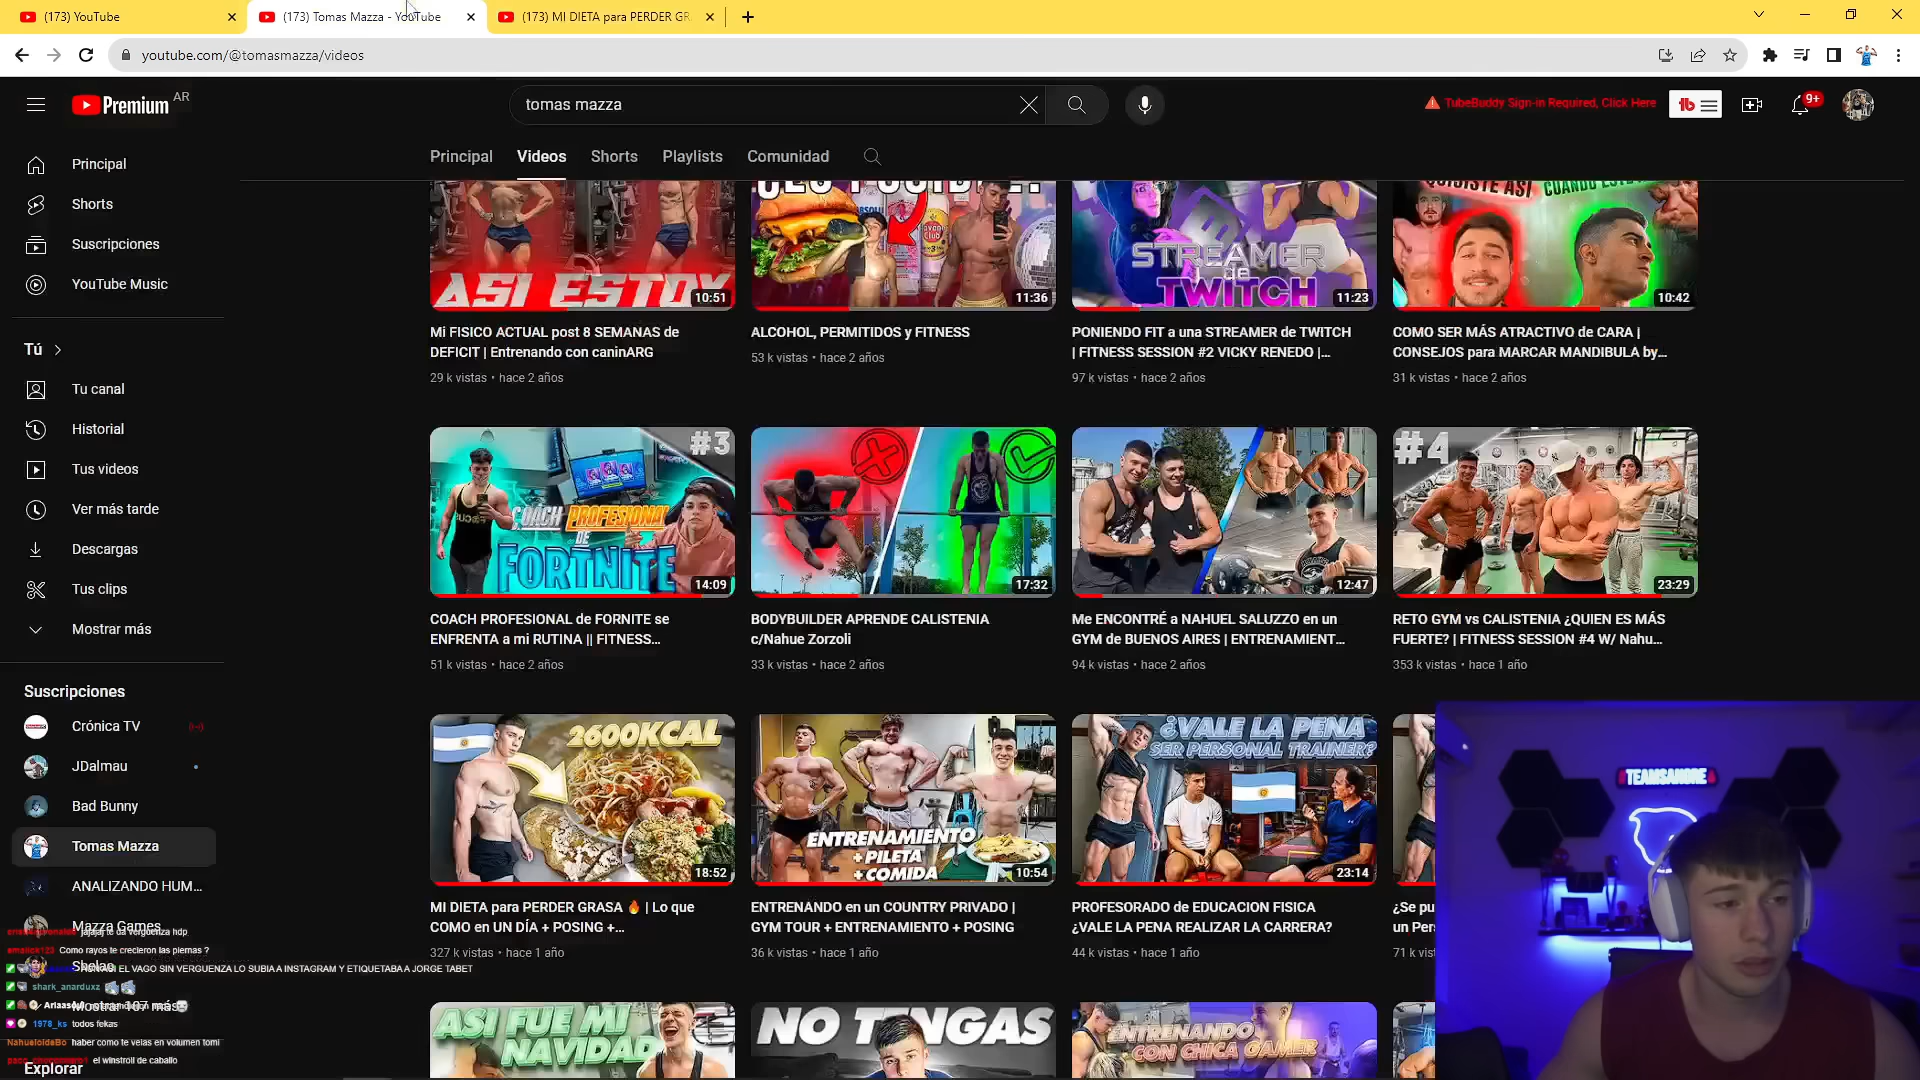 (173) YouTube
(173) Tomas Mazza - YouTube
(173) MI DIETA para PERDER GR
youtube.com/@tomasmazza/videos
Premium AR
tomas mazza
TubeBuddy Sign-in Required, Click Here
tb
9+
Principal
Videos
Shorts
Playlists
Comunidad
Principal
Shorts
Suscripciones
YouTube Music
Tú
Tu canal
Historial
Ver más tarde
Tus videos
Descargas
Tus clips
Mostrar más
Suscripciones
Crónica TV
JDalmau
Bad Bunny
Tomas Mazza
ANALIZANDO HUM...
Mazza Games
Explorar
ASI ESTOY
10:51
Mi FISICO ACTUAL post 8 SEMANAS de
DEFICIT | Entrenando con caninARG
29 k vistas • hace 2 años
11:36
ALCOHOL, PERMITIDOS y FITNESS
53 k vistas • hace 2 años
STREAMER
de
TWITCH
11:23
PONIENDO FIT a una STREAMER de TWITCH
| FITNESS SESSION #2 VICKY RENEDO |...
97 k vistas • hace 2 años
10:42
COMO SER MÁS ATRACTIVO de CARA |
CONSEJOS para MARCAR MANDIBULA by...
31 k vistas • hace 2 años
#3
COACH PROFESIONAL
DE
FORTNITE
14:09
COACH PROFESIONAL de FORNITE se
ENFRENTA a mi RUTINA || FITNESS...
51 k vistas • hace 2 años
17:32
BODYBUILDER APRENDE CALISTENIA
c/Nahue Zorzoli
33 k vistas • hace 2 años
12:47
Me ENCONTRÉ a NAHUEL SALUZZO en un
GYM de BUENOS AIRES | ENTRENAMIENT...
94 k vistas • hace 2 años
#4
23:29
RETO GYM vs CALISTENIA ¿QUIEN ES MÁS
FUERTE? | FITNESS SESSION #4 W/ Nahu...
353 k vistas • hace 1 año
2600KCAL
18:52
MI DIETA para PERDER GRASA 🔥 | Lo que
COMO en UN DÍA + POSING +...
327 k vistas • hace 1 año
ENTRENAMIENTO
+ PILETA
+ COMIDA
10:54
ENTRENANDO en un COUNTRY PRIVADO |
GYM TOUR + ENTRENAMIENTO + POSING
36 k vistas • hace 1 año
¿VALE LA PENA
SER PERSONAL TRAINER?
23:14
PROFESORADO de EDUCACION FISICA
¿VALE LA PENA REALIZAR LA CARRERA?
44 k vistas • hace 1 año
¿Se pu
un Pers
71 k vist
ASI FUE MI
NAVIDAD
NO TENGAS
ENTRENANDO
CON CHICA GAMER
TEAMSANDRE
Como rayos te crecieron las piernas ?
EL VAGO SIN VERGUENZA LO SUBIA A INSTAGRAM Y ETIQUETABA A JORGE TABET
shark_anarduxz
1978_ks todos fekas
haber como te velas en volumen tomi
el winstroll de caballo